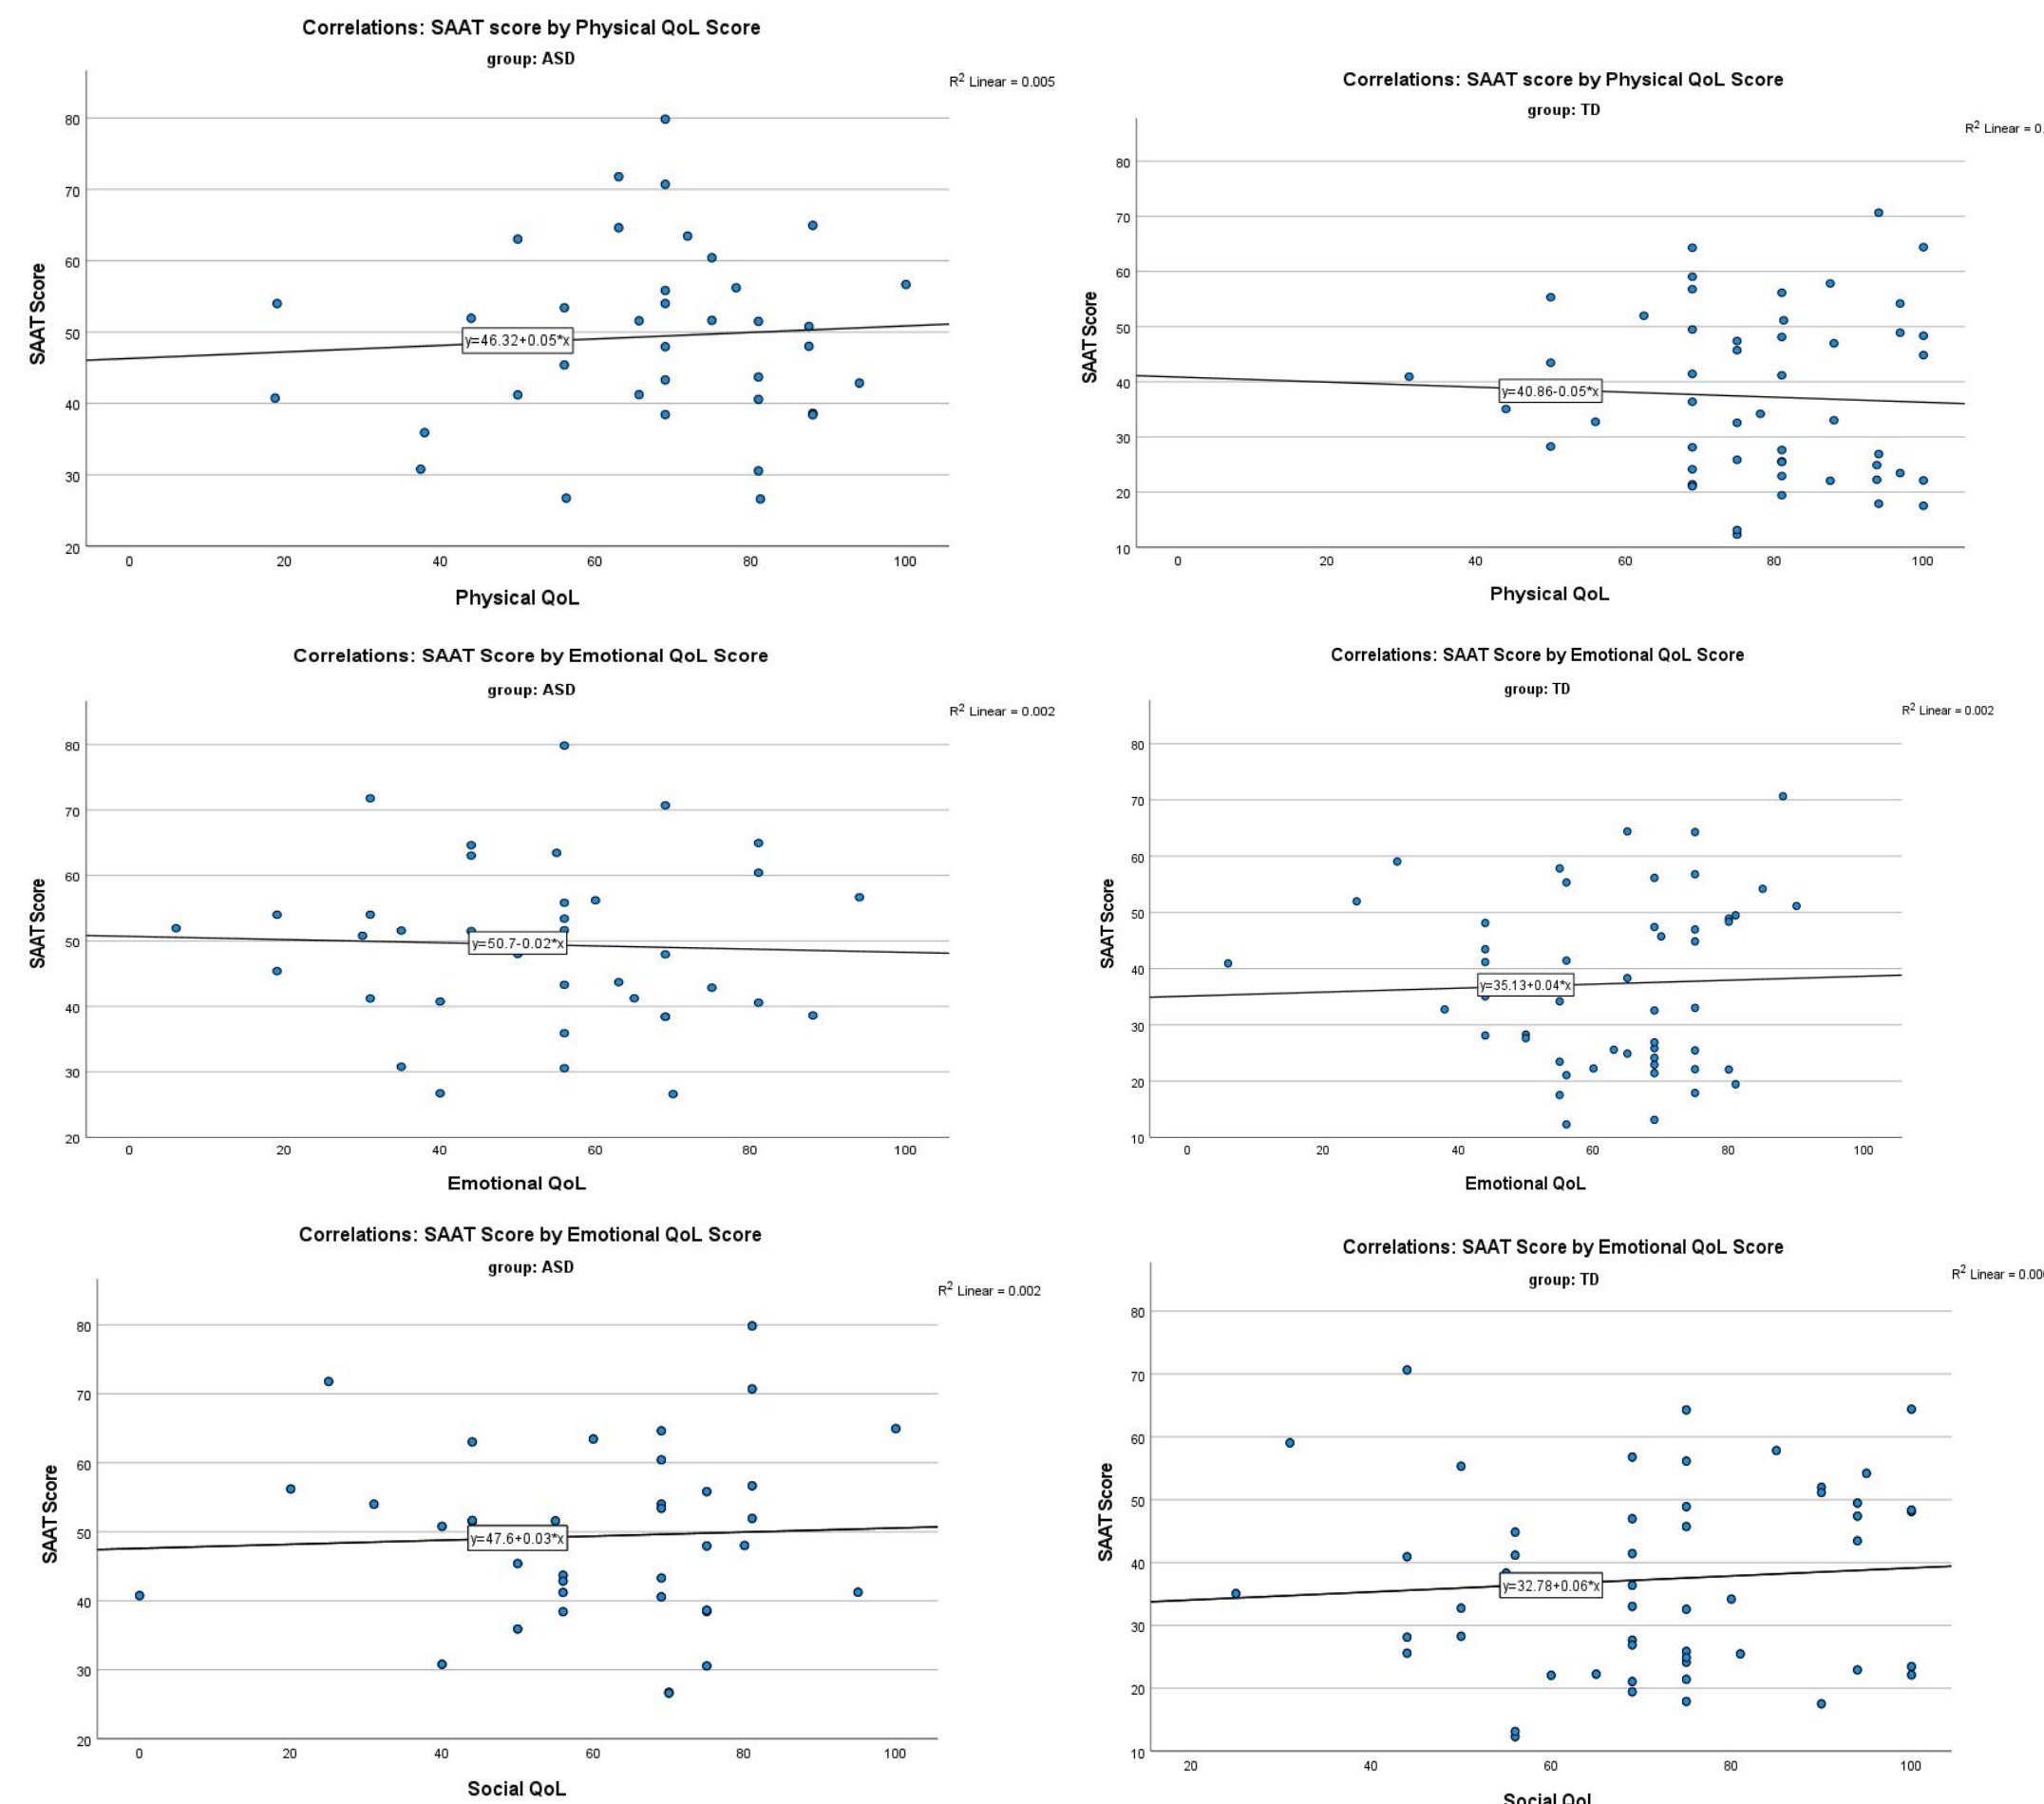 Correlations: SAAT score by Physical QoL Score
group: ASD
R2 Linear = 0.005
80
70
60
50
40
30
20
SAAT Score
y=46.32+0.05*x
0 20 40 60 80 100
Physical QoL
Correlations: SAAT score by Physical QoL Score
group: TD
R2 Linear = 0.
80
70
60
50
40
30
20
10
SAAT Score
y=40.86-0.05*x
0 20 40 60 80 100
Physical QoL
Correlations: SAAT Score by Emotional QoL Score
group: ASD
R2 Linear = 0.002
80
70
60
50
40
30
20
SAAT Score
y=50.7-0.02*x
0 20 40 60 80 100
Emotional QoL
Correlations: SAAT Score by Emotional QoL Score
group: TD
R2 Linear = 0.002
80
70
60
50
40
30
20
10
SAAT Score
y=35.13+0.04*x
0 20 40 60 80 100
Emotional QoL
Correlations: SAAT Score by Emotional QoL Score
group: ASD
R2 Linear = 0.002
80
70
60
50
40
30
20
SAAT Score
y=47.6+0.03*x
0 20 40 60 80 100
Social QoL
Correlations: SAAT Score by Emotional QoL Score
group: TD
R2 Linear = 0.00
80
70
60
50
40
30
20
10
SAAT Score
y=32.78+0.06*x
20 40 60 80 100
Social QoL